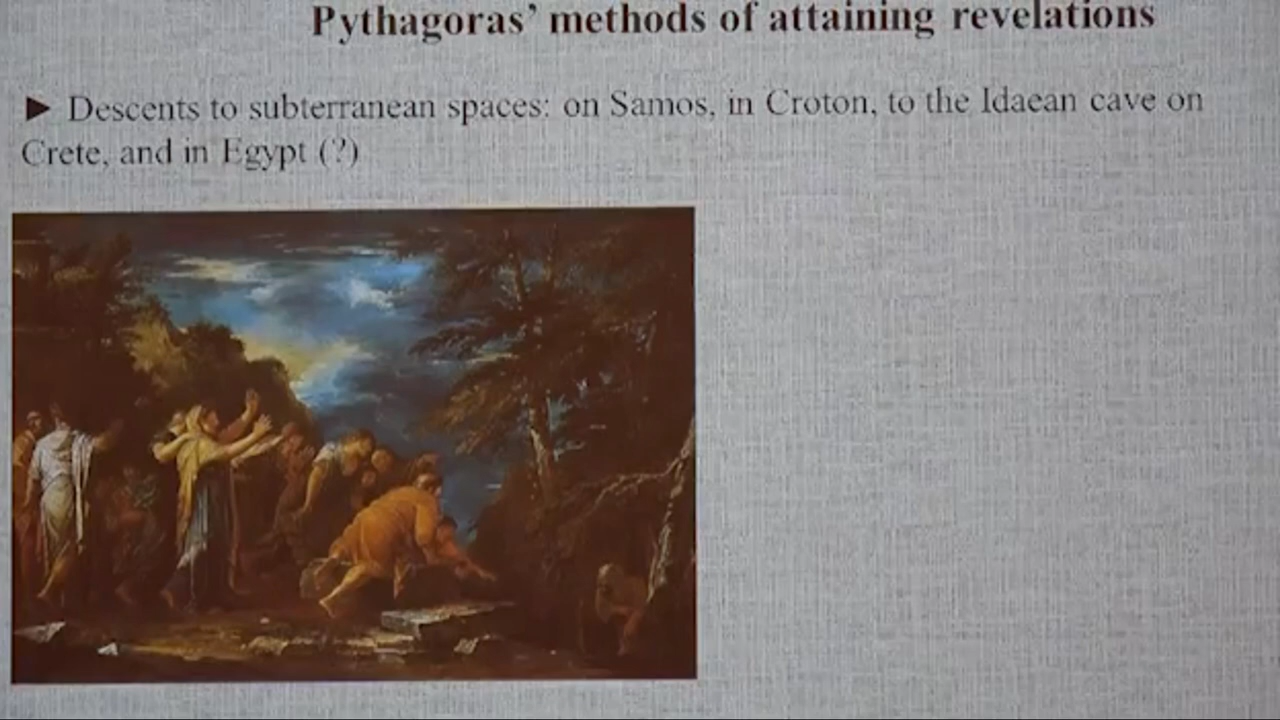 Pythagoras’ methods of attaining revelations
► Descents to subterranean spaces: on Samos, in Croton, to the Idaean cave on
Crete, and in Egypt (?)